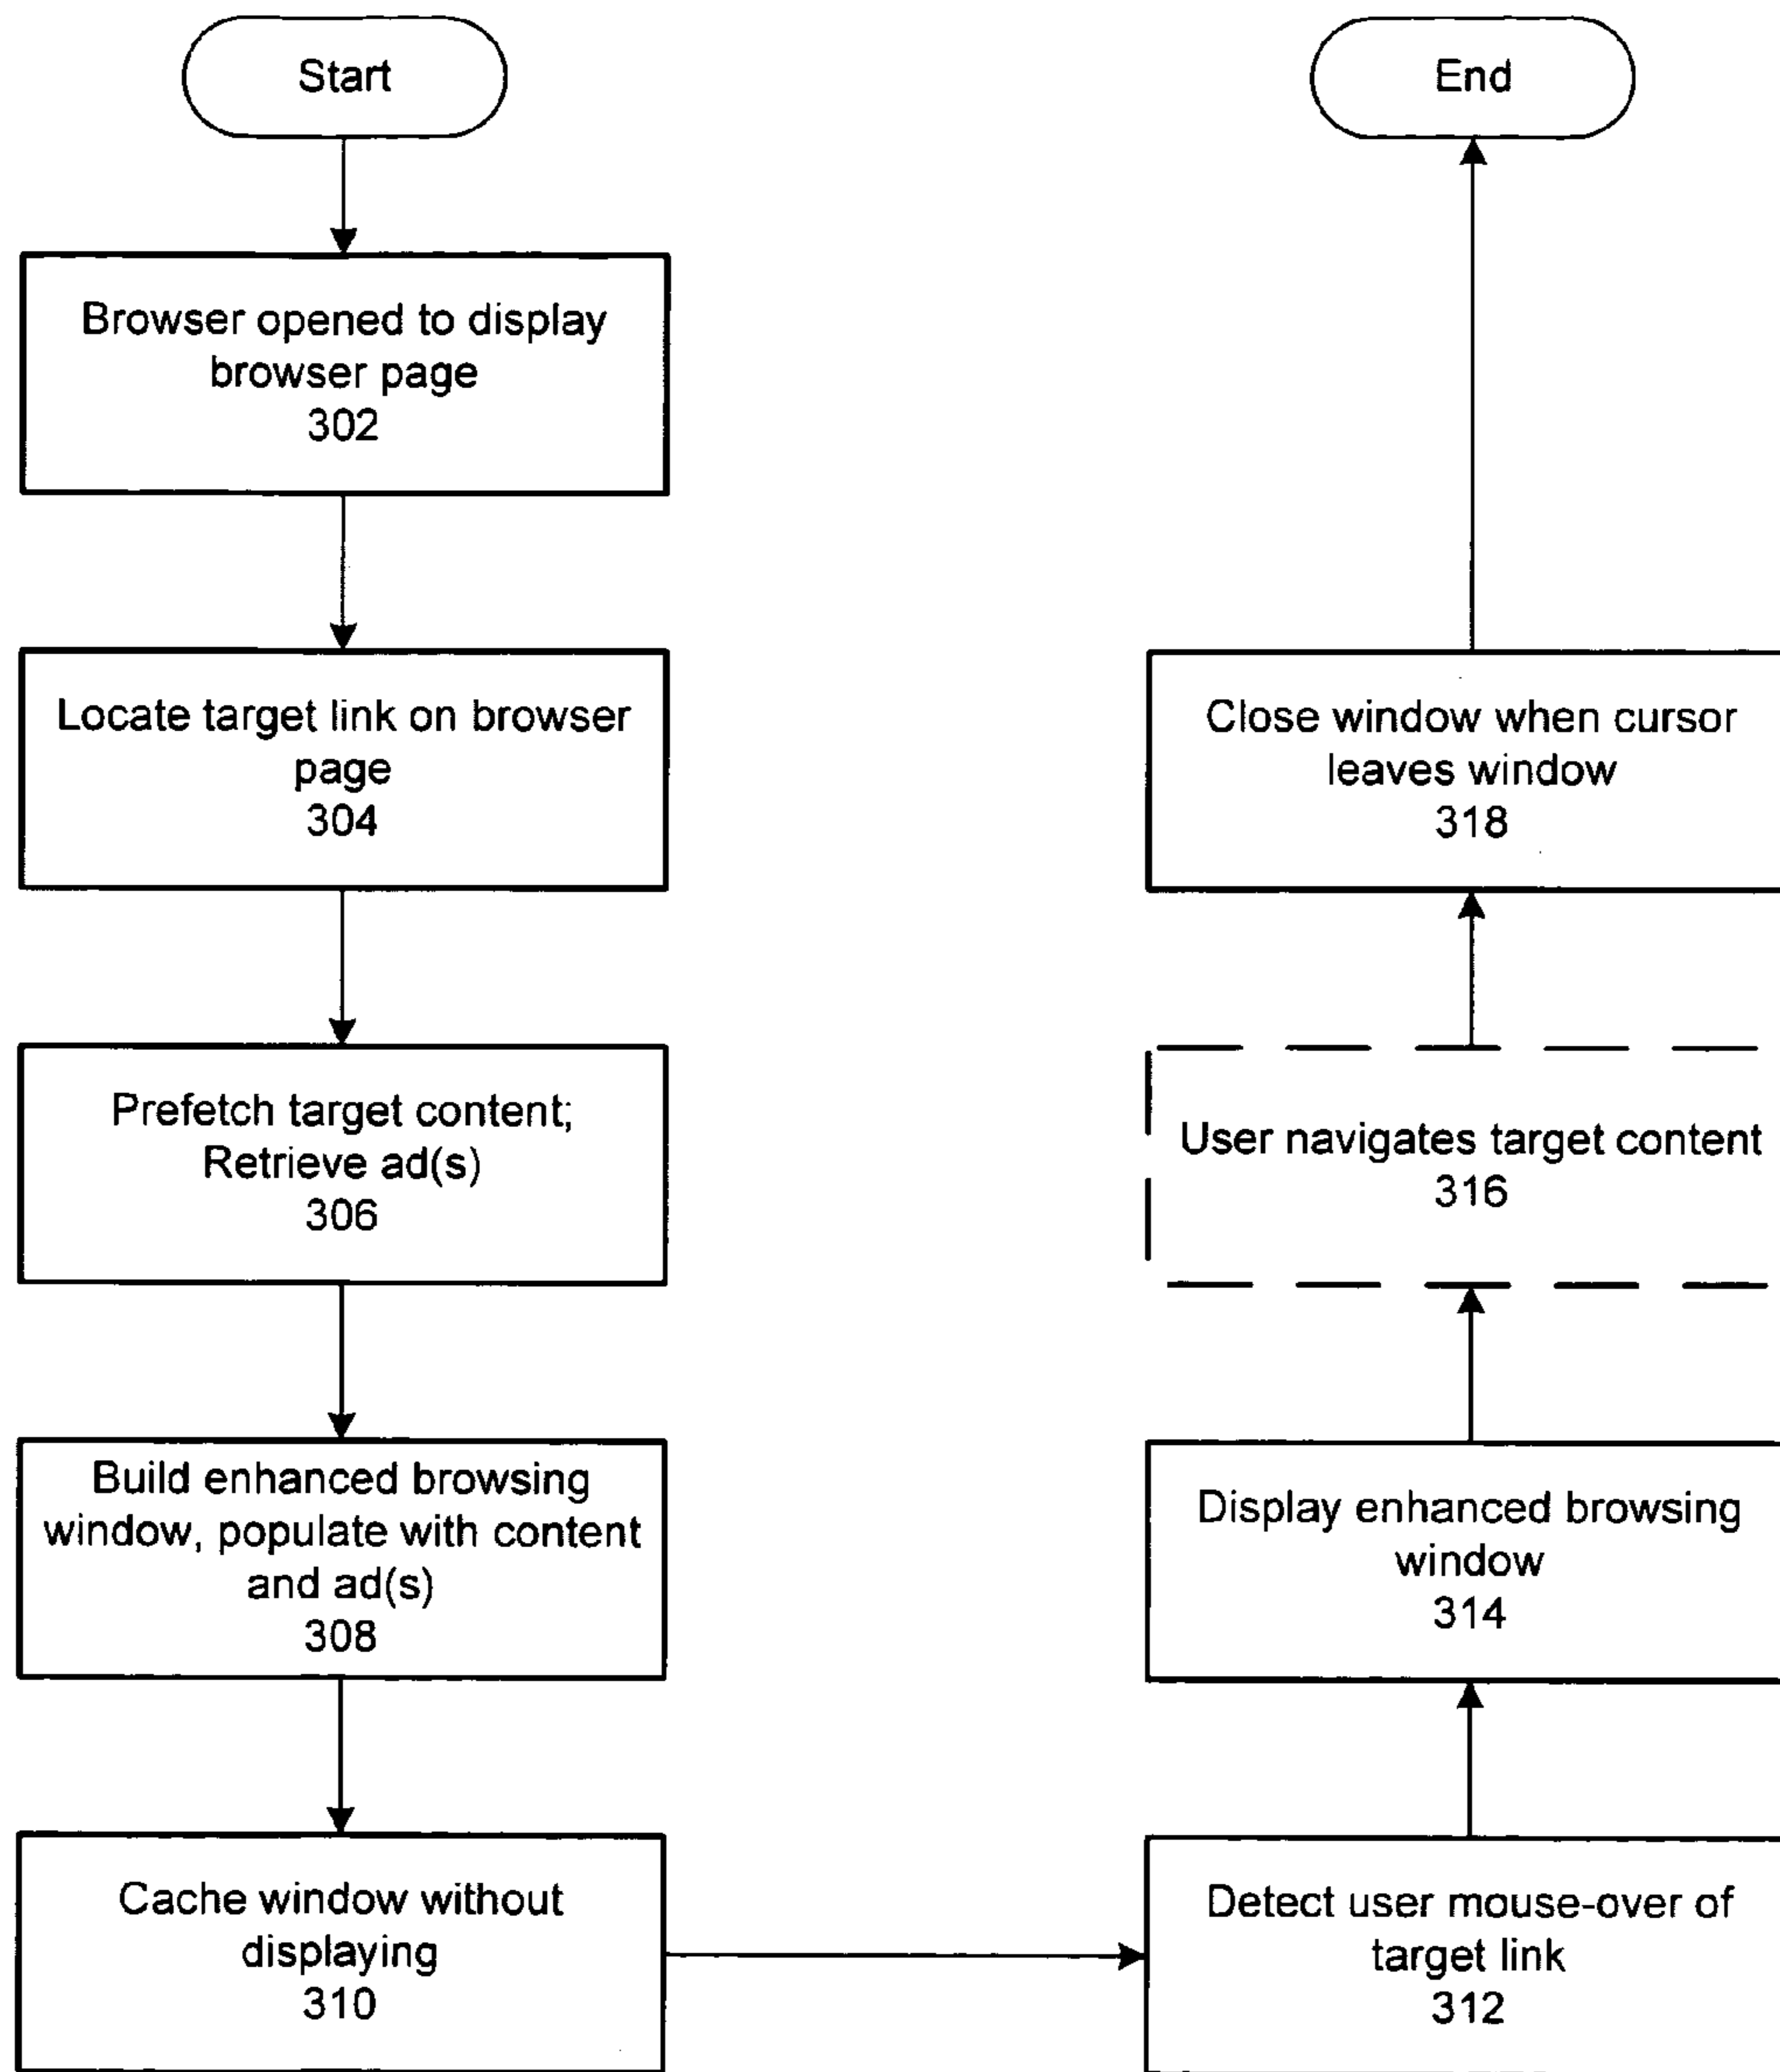 Start
Browser opened to display
browser page
302
Locate target link on browser
page
304
Prefetch target content;
Retrieve ad(s)
306
Build enhanced browsing
window, populate with content
and ad(s)
308
Cache window without
displaying
310
Detect user mouse-over of
target link
312
Display enhanced browsing
window
314
User navigates target content
316
Close window when cursor
leaves window
318
End